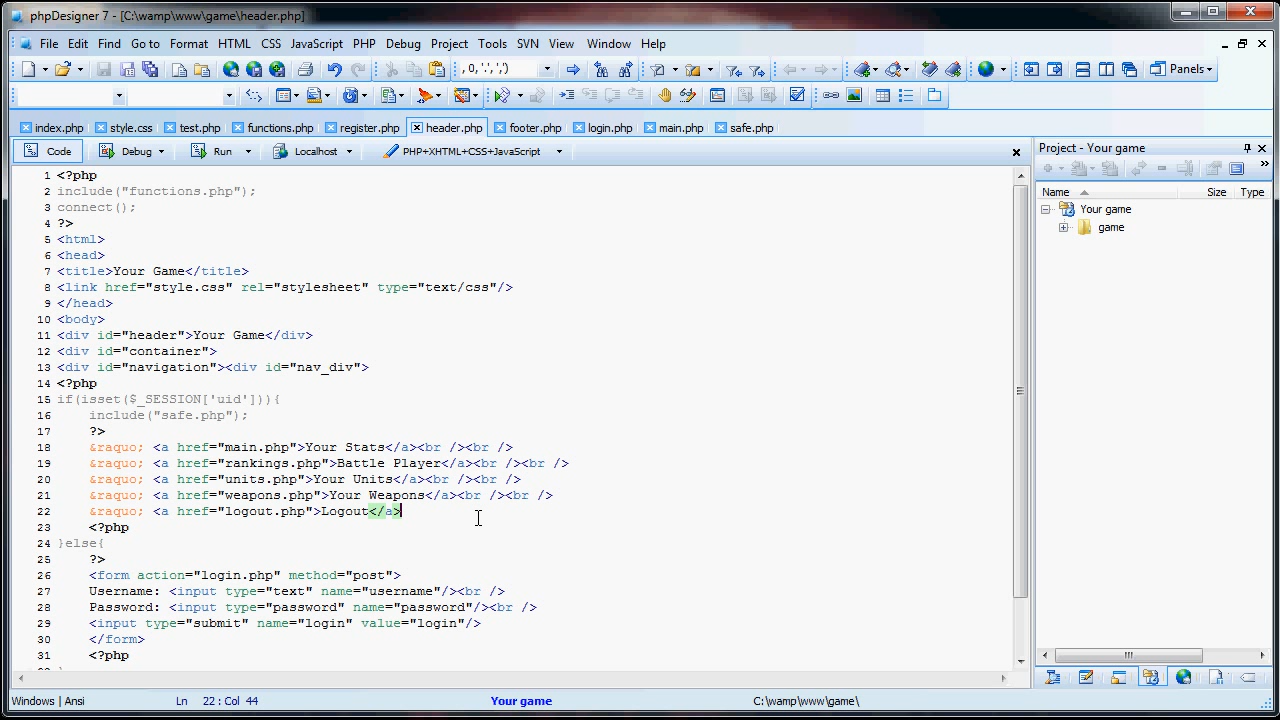 phpDesigner 7 - [C:\wamp\www\game\header.php]
File Edit Find Go to Format HTML CSS JavaScript PHP Debug Project Tools SVN View Window Help
, 0,'.',',')
Panels
index.php style.css test.php functions.php register.php header.php footer.php login.php main.php safe.php
Code Debug Run Localhost PHP+XHTML+CSS+JavaScript
Project - Your game
Name Size Type
Your game
game
1 <?php
2 include("functions.php");
3 connect();
4 ?>
5 <html>
6 <head>
7 <title>Your Game</title>
8 <link href="style.css" rel="stylesheet" type="text/css"/>
9 </head>
10 <body>
11 <div id="header">Your Game</div>
12 <div id="container">
13 <div id="navigation"><div id="nav_div">
14 <?php
15 if(isset($_SESSION['uid'])){
16 include("safe.php");
17 ?>
18 &raquo; <a href="main.php">Your Stats</a><br /><br />
19 &raquo; <a href="rankings.php">Battle Player</a><br /><br />
20 &raquo; <a href="units.php">Your Units</a><br /><br />
21 &raquo; <a href="weapons.php">Your Weapons</a><br /><br />
22 &raquo; <a href="logout.php">Logout</a>
23 <?php
24 }else{
25 ?>
26 <form action="login.php" method="post">
27 Username: <input type="text" name="username"/><br />
28 Password: <input type="password" name="password"/><br />
29 <input type="submit" name="login" value="login"/>
30 </form>
31 <?php
Windows | Ansi Ln 22 : Col 44 Your game C:\wamp\www\game\